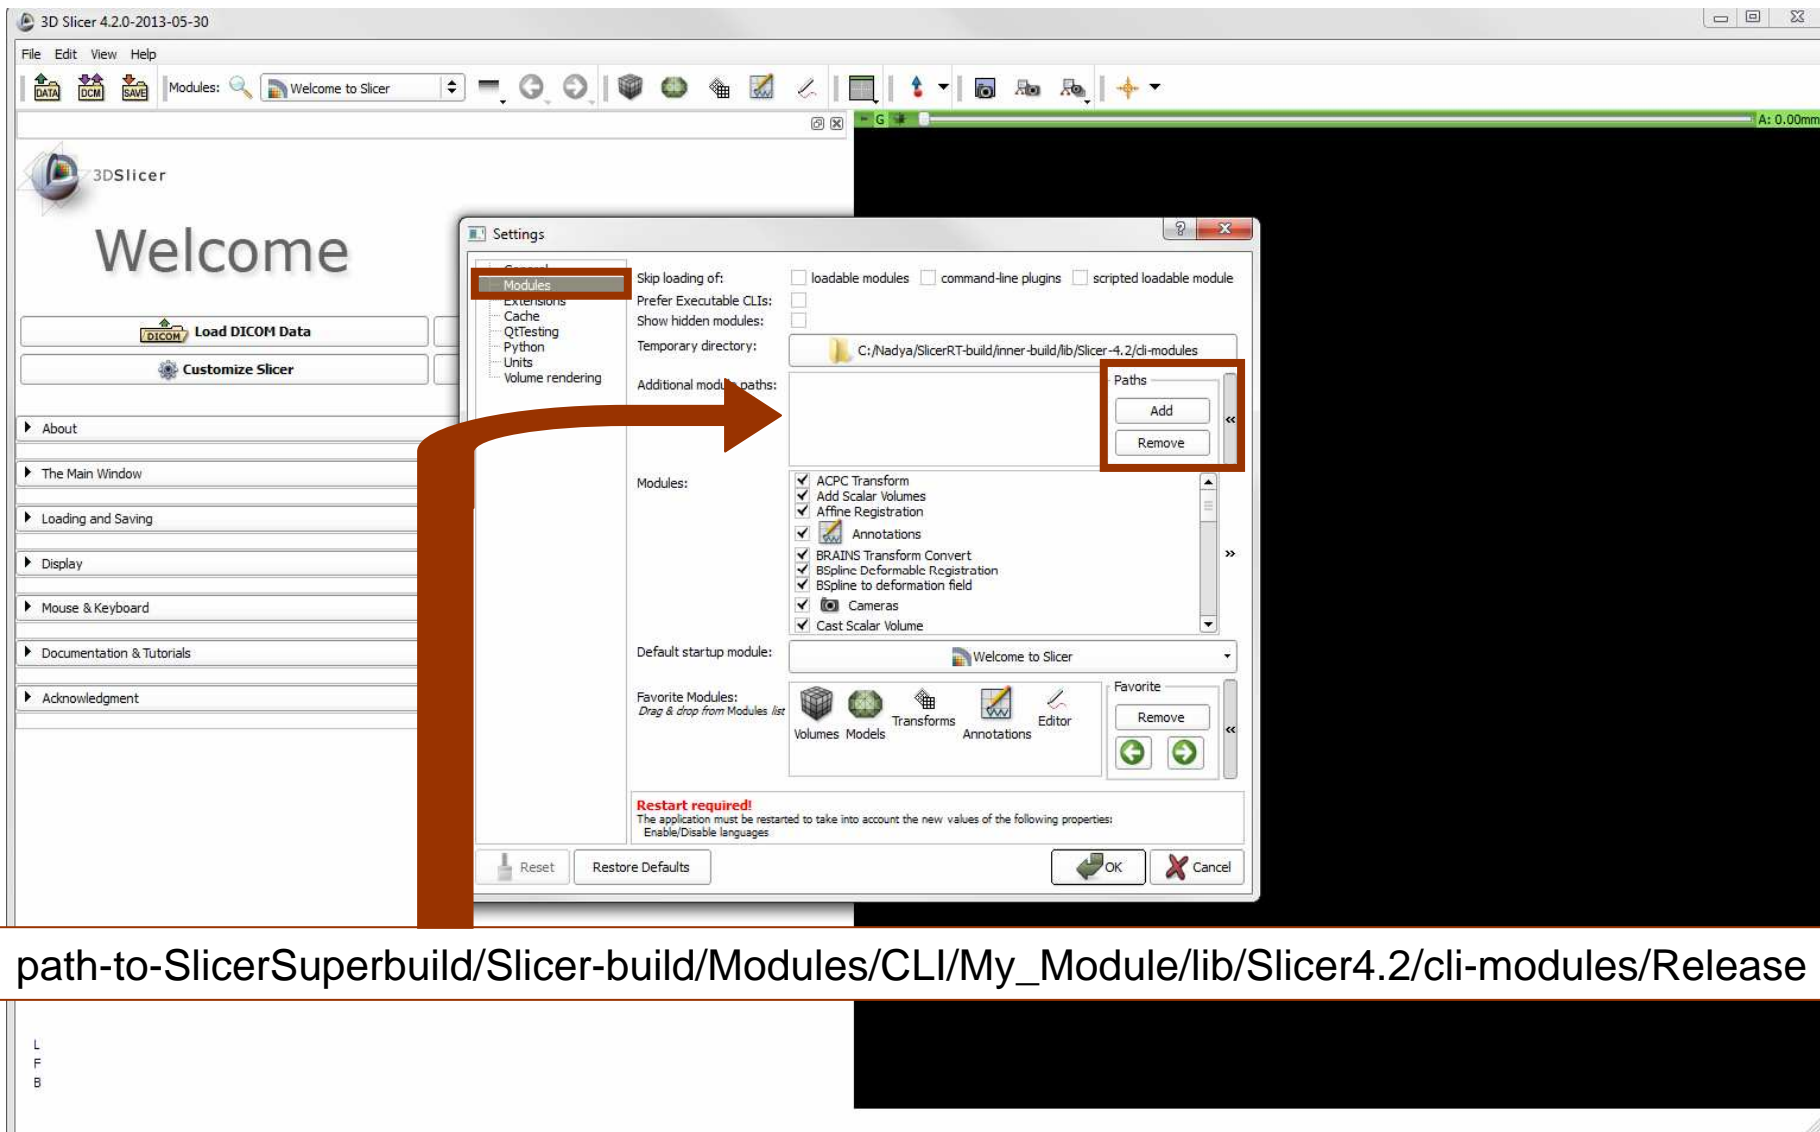 3D Slicer 4.2.0-2013-05-30
File Edit View Help
DATA DCM SAVE Modules: Welcome to Slicer
G A: 0.00mm
3DSlicer
Welcome
DICOM Load DICOM Data
Customize Slicer
About
The Main Window
Loading and Saving
Display
Mouse & Keyboard
Documentation & Tutorials
Acknowledgment
Settings
General
Modules
Extensions
Cache
QtTesting
Python
Units
Volume rendering
Skip loading of: loadable modules command-line plugins scripted loadable module
Prefer Executable CLIs:
Show hidden modules:
Temporary directory: C:/Nadya/SlicerRT-build/inner-build/lib/Slicer-4.2/cli-modules
Additional module paths:
Paths
Add
Remove
Modules:
ACPC Transform
Add Scalar Volumes
Affine Registration
Annotations
BRAINS Transform Convert
BSpline Deformable Registration
BSpline to deformation field
Cameras
Cast Scalar Volume
Default startup module: Welcome to Slicer
Favorite Modules:
Drag & drop from Modules list
Volumes Models Transforms Annotations Editor
Favorite
Remove
Restart required!
The application must be restarted to take into account the new values of the following properties:
Enable/Disable languages
Reset Restore Defaults OK Cancel
path-to-SlicerSuperbuild/Slicer-build/Modules/CLI/My_Module/lib/Slicer4.2/cli-modules/Release
L
F
B